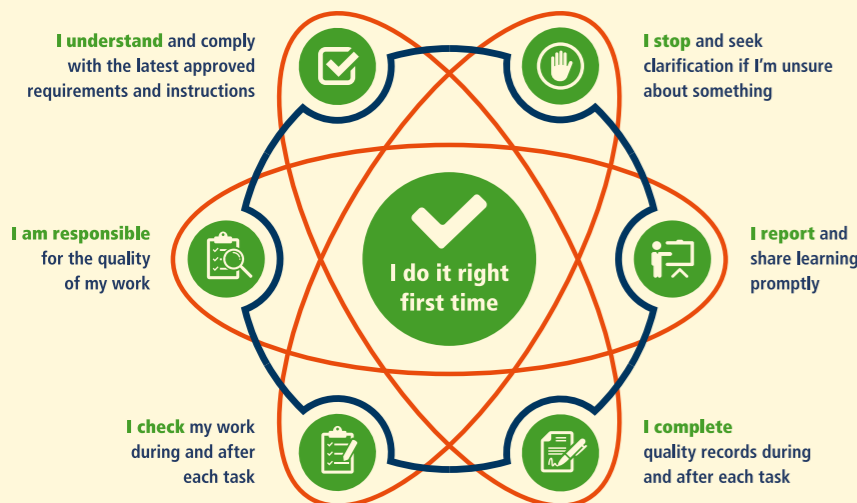 I understand and comply
with the latest approved
requirements and instructions
I stop and seek
clarification if I'm unsure
about something
I am responsible
for the quality
of my work
I do it right
first time
I report and
share learning
promptly
I check my work
during and after
each task
I complete
quality records during
and after each task